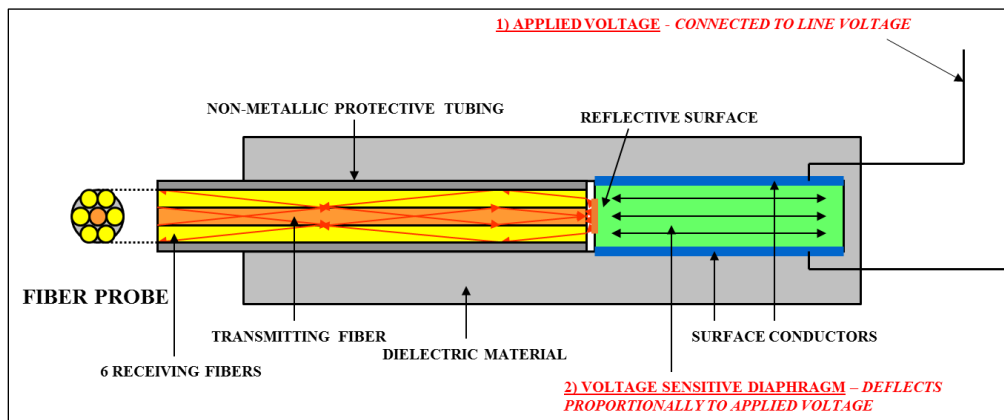 1) APPLIED VOLTAGE - CONNECTED TO LINE VOLTAGE
NON-METALLIC PROTECTIVE TUBING
REFLECTIVE SURFACE
FIBER PROBE
TRANSMITTING FIBER
DIELECTRIC MATERIAL
SURFACE CONDUCTORS
6 RECEIVING FIBERS
2) VOLTAGE SENSITIVE DIAPHRAGM – DEFLECTS
PROPORTIONALLY TO APPLIED VOLTAGE